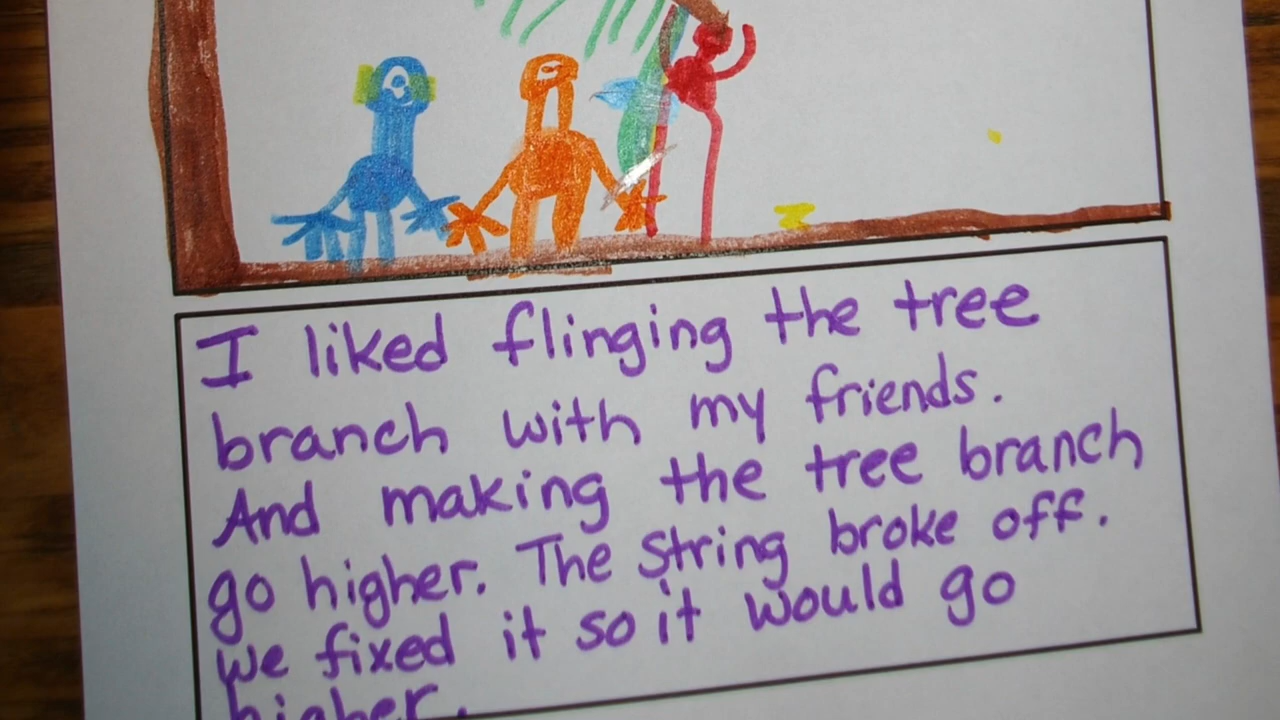 I liked flinging the tree
branch with my friends.
And making the tree branch
go higher. The string broke off.
we fixed it so it would go
higher.